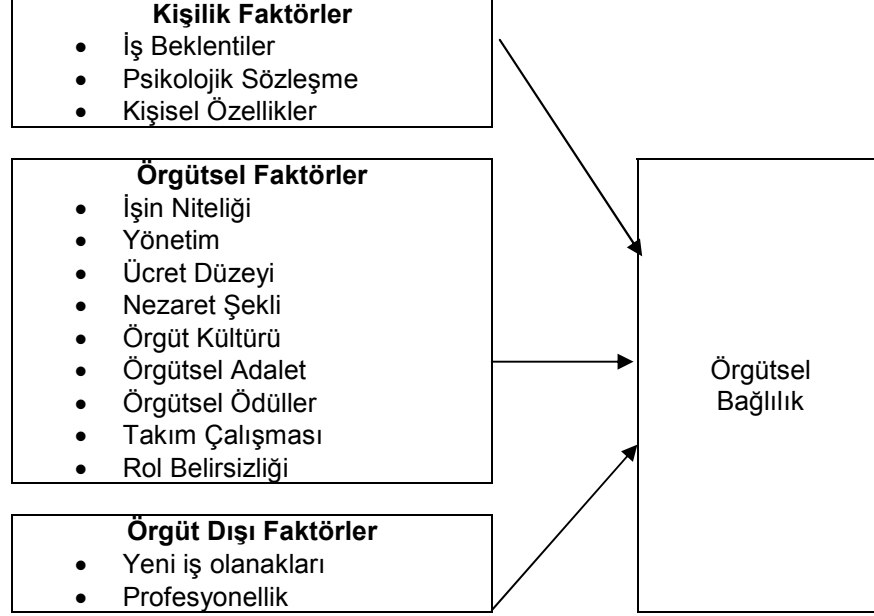 Kişilik Faktörler
• İş Beklentiler
• Psikolojik Sözleşme
• Kişisel Özellikler
Örgütsel Faktörler
• İşin Niteliği
• Yönetim
• Ücret Düzeyi
• Nezaret Şekli
• Örgüt Kültürü
• Örgütsel Adalet
• Örgütsel Ödüller
• Takım Çalışması
• Rol Belirsizliği
Örgüt Dışı Faktörler
• Yeni iş olanakları
• Profesyonellik
Örgütsel
Bağlılık